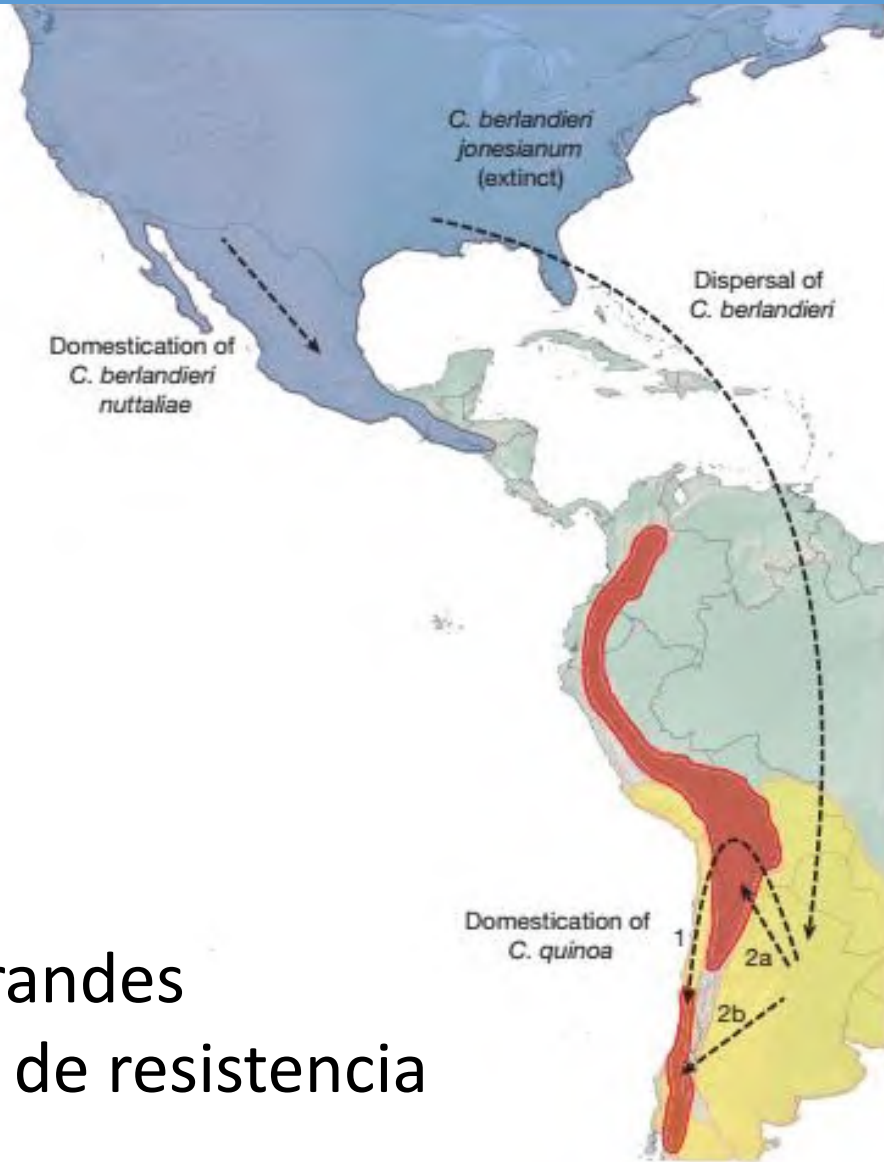 C. berlandieri
jonesianum
(extinct)
Dispersal of
C. berlandieri
Domestication of
C. berlandieri
nuttaliae
Domestication of
C. quinoa
1
2a
2b
randes
de resistencia